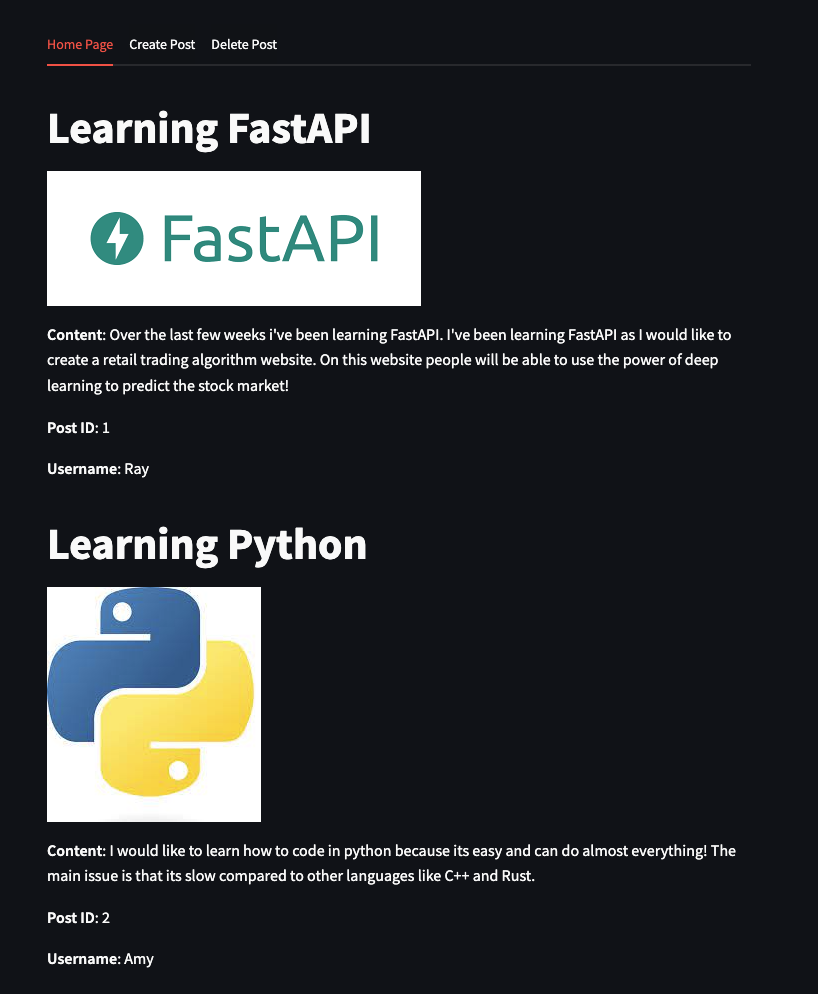 Home Page Create Post Delete Post
Learning FastAPI
FastAPI
Content: Over the last few weeks i've been learning FastAPI. I've been learning FastAPI as I would like to
create a retail trading algorithm website. On this website people will be able to use the power of deep
learning to predict the stock market!
Post ID: 1
Username: Ray
Learning Python
Content: I would like to learn how to code in python because its easy and can do almost everything! The
main issue is that its slow compared to other languages like C++ and Rust.
Post ID: 2
Username: Amy